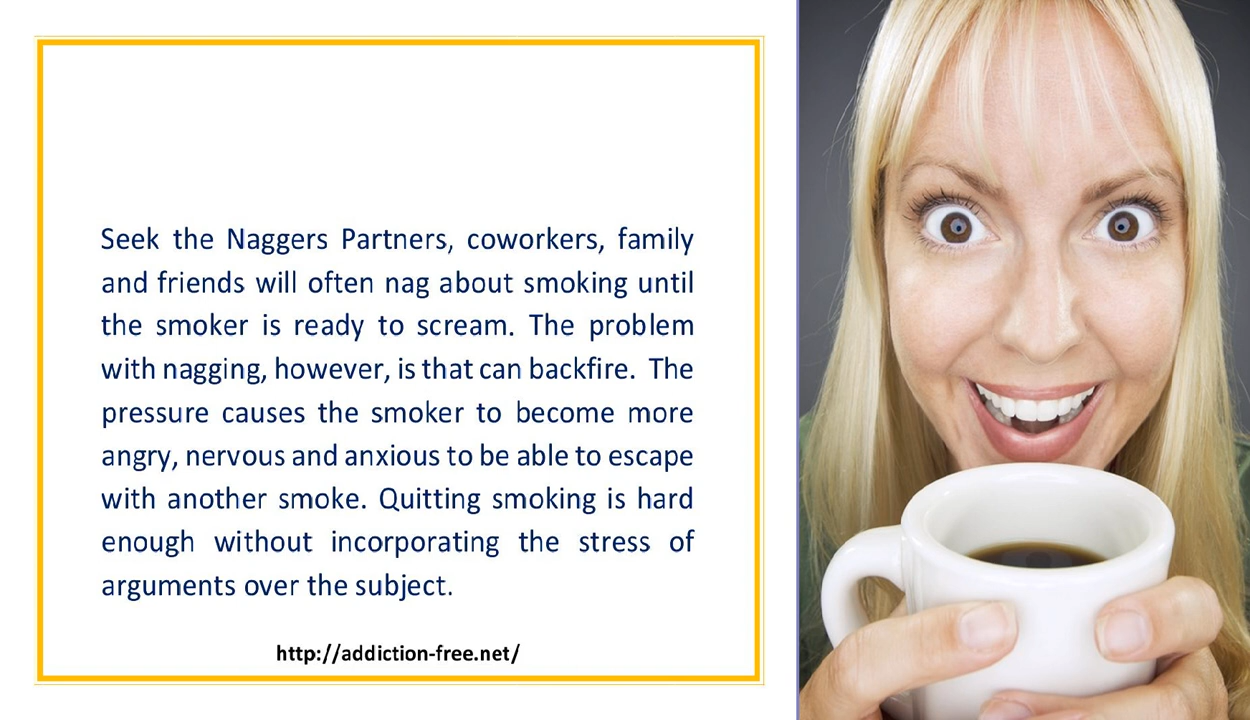 Seek the Naggers Partners, coworkers, family
and friends will often nag about smoking until
the smoker is ready to scream. The problem
with nagging, however, is that can backfire. The
pressure causes the smoker to become more
angry, nervous and anxious to be able to escape
with another smoke. Quitting smoking is hard
enough without incorporating the stress of
arguments over the subject.
http://addiction-free.net/